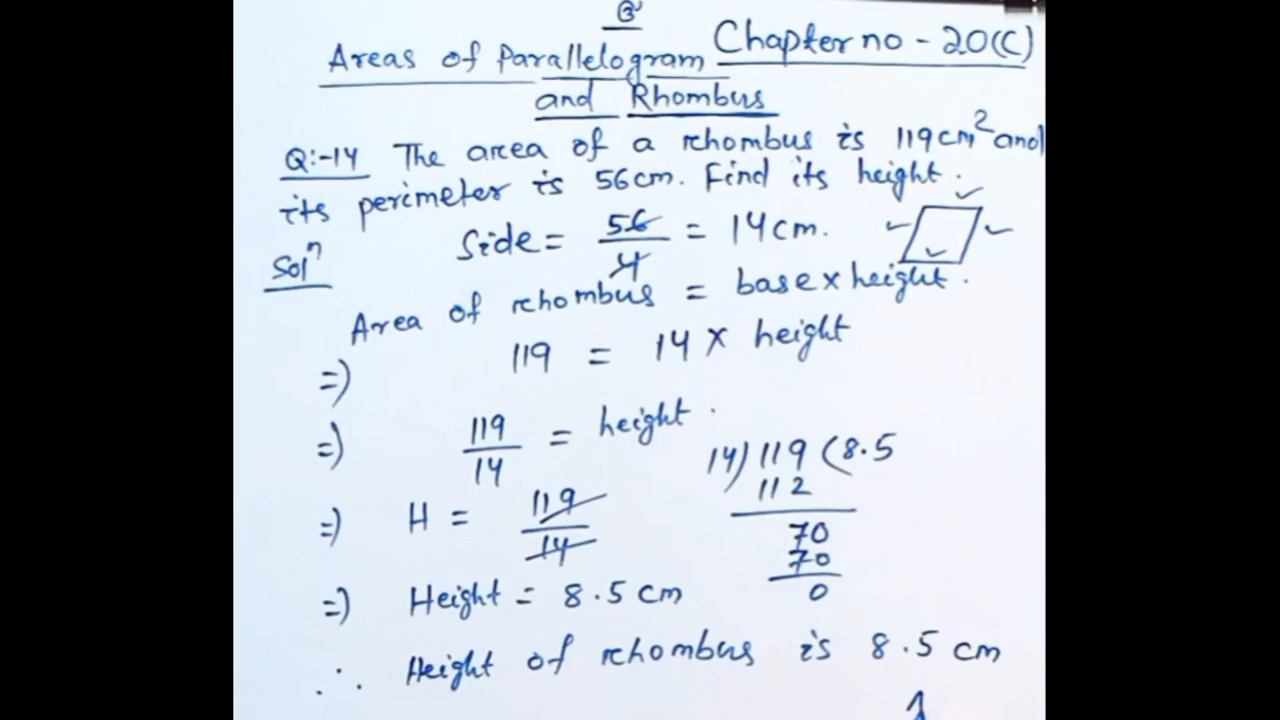 ③
Areas of Parallelogram Chapter no - 20(C)
and Rhombus
Q:-14 The area of a rhombus is 119cm² and
its perimeter is 56cm. Find its height.
Solⁿ Side = 56/4 = 14cm.
Area of rhombus = base × height.
=) 119 = 14 × height
=) 119/14 = height.
14) 119 (8.5
112
=) H = 119/14
70
70
0
=) Height = 8.5 cm
∴ Height of rhombus is 8.5 cm